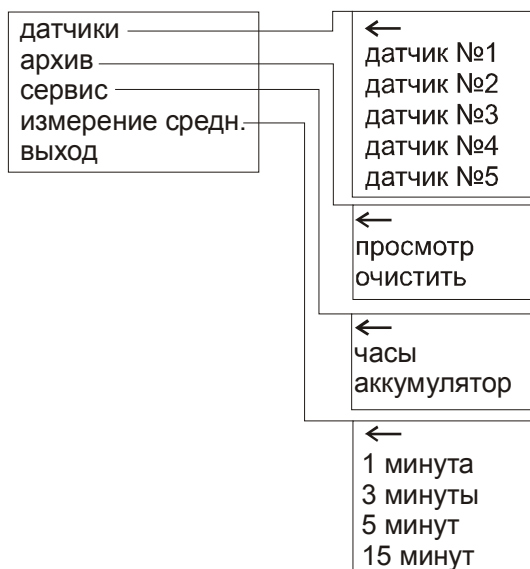 датчики
архив
сервис
измерение средн.
выход
←
датчик №1
датчик №2
датчик №3
датчик №4
датчик №5
←
просмотр
очистить
←
часы
аккумулятор
←
1 минута
3 минуты
5 минут
15 минут